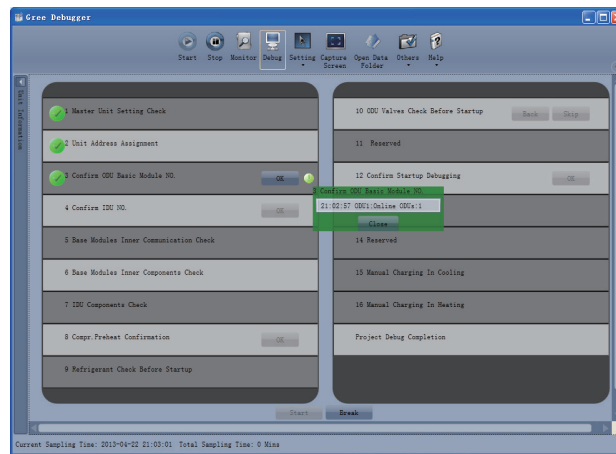 Gree Debugger
Start Stop Monitor Debug Setting Capture Screen Open Data Folder Others Help
Unit Information
1 Master Unit Setting Check
2 Unit Address Assignment
3 Confirm ODU Basic Module NO. OK
4 Confirm IDU NO. OK
5 Base Modules Inner Communication Check
6 Base Modules Inner Components Check
7 IDU Components Check
8 Compr.Preheat Confirmation OK
9 Refrigerant Check Before Startup
10 ODU Valves Check Before Startup Back Skip
11 Reserved
12 Confirm Startup Debugging OK
3 Confirm ODU Basic Module NO.
21:02:57 ODU1:Online ODUs:1
Close
14 Reserved
15 Manual Charging In Cooling
16 Manual Charging In Heating
Project Debug Completion
Start Break
Current Sampling Time: 2013-04-22 21:03:01 Total Sampling Time: 0 Mins